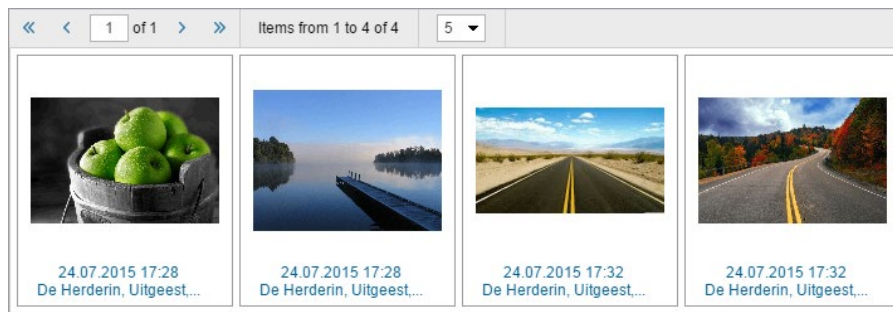 « ‹ 1 of 1 › » Items from 1 to 4 of 4 5
24.07.2015 17:28
De Herderin, Uitgeest,...
24.07.2015 17:28
De Herderin, Uitgeest,...
24.07.2015 17:32
De Herderin, Uitgeest,...
24.07.2015 17:32
De Herderin, Uitgeest,...